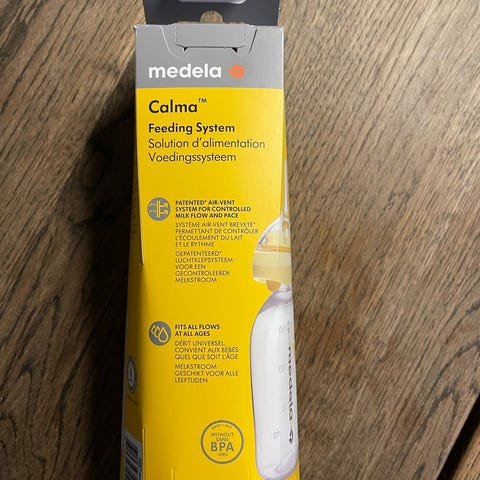 medela
Calma™
Feeding System
Solution d'alimentation
Voedingssysteem
PATENTED* AIR-VENT
SYSTEM FOR CONTROLLED
MILK FLOW AND PACE
SYSTÈME AIR-VENT BREVETÉ*
PERMETTANT DE CONTRÔLER
L'ÉCOULEMENT DU LAIT
ET LE RYTHME
GEPATENTEERD*
LUCHTKLEPSYSTEEM
VOOR EEN
GECONTROLEERDE
MELKSTROOM
FITS ALL FLOWS
AT ALL AGES
DÉBIT UNIVERSEL,
CONVIENT AUX BÉBÉS
QUEL QUE SOIT L'ÂGE
MELKSTROOM
GESCHIKT VOOR ALLE
LEEFTIJDEN
WITHOUT
SANS
BPA
-VRIJ
medela